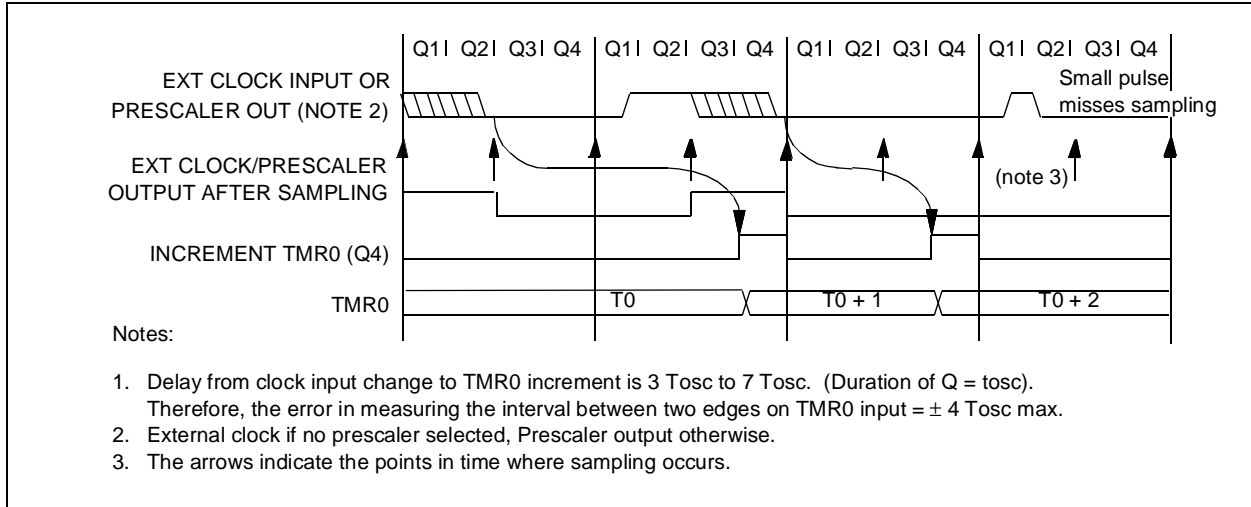 Q1| Q2| Q3| Q4 Q1| Q2| Q3| Q4 Q1| Q2| Q3| Q4 Q1| Q2| Q3| Q4
EXT CLOCK INPUT OR
PRESCALER OUT (NOTE 2)
Small pulse
misses sampling
EXT CLOCK/PRESCALER
OUTPUT AFTER SAMPLING
(note 3)
INCREMENT TMR0 (Q4)
TMR0
T0 T0 + 1 T0 + 2
Notes:
1. Delay from clock input change to TMR0 increment is 3 Tosc to 7 Tosc. (Duration of Q = tosc).
Therefore, the error in measuring the interval between two edges on TMR0 input = ± 4 Tosc max.
2. External clock if no prescaler selected, Prescaler output otherwise.
3. The arrows indicate the points in time where sampling occurs.